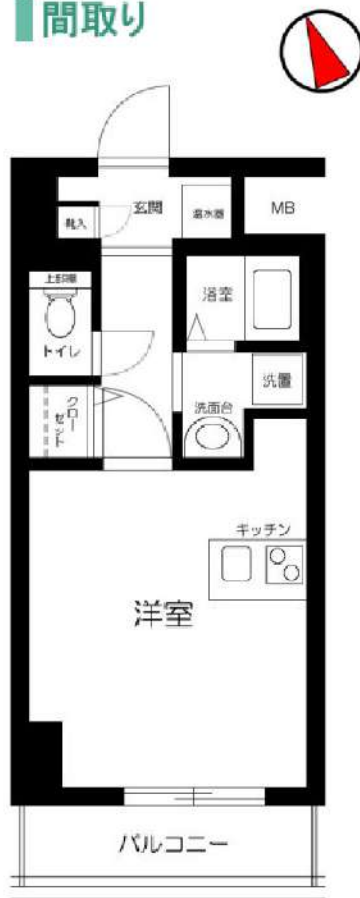 間取り
玄関
靴入
温水器
MB
上部棚
トイレ
浴室
洗置
洗面台
クローゼット
キッチン
洋室
バルコニー